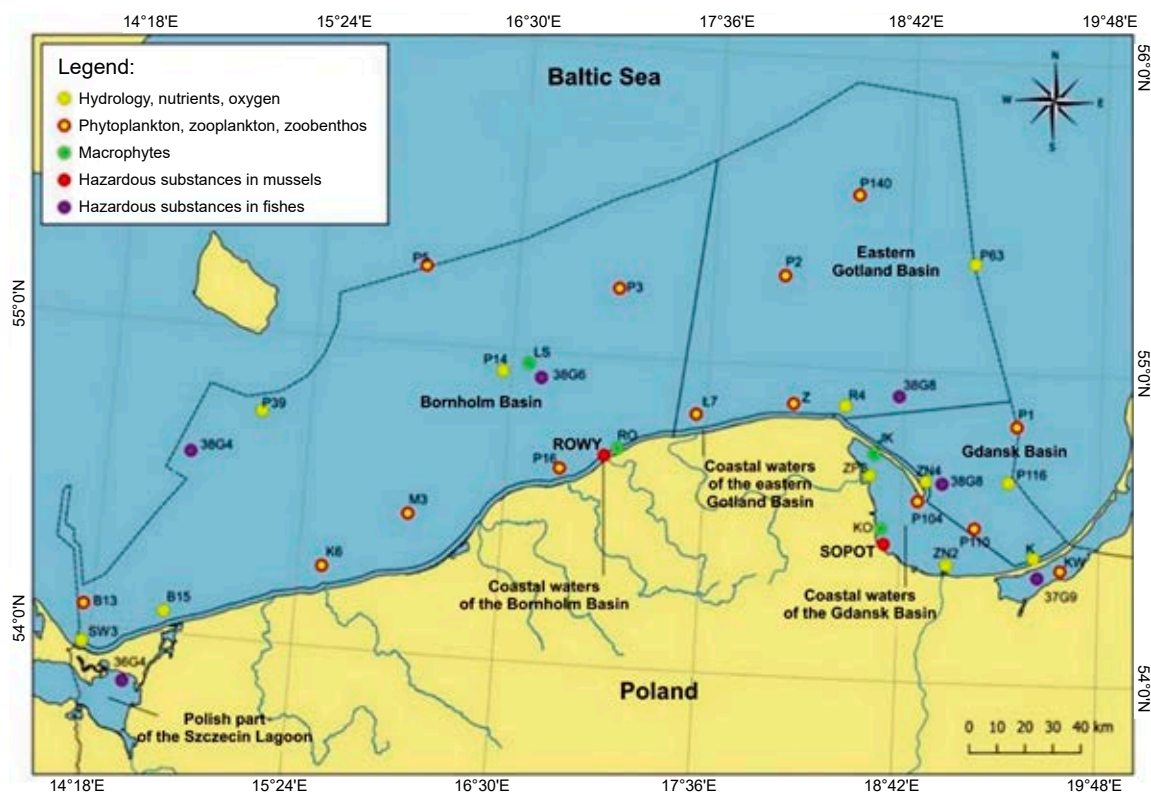 14°18'E 15°24'E 16°30'E 17°36'E 18°42'E 19°48'E
Legend:
Hydrology, nutrients, oxygen
Phytoplankton, zooplankton, zoobenthos
Macrophytes
Hazardous substances in mussels
Hazardous substances in fishes
Baltic Sea
N
W E
S
56°0'N
P140
P5
P3
P2
Eastern
Gotland Basin
P63
55°0'N
55°0'N
P14
LS
38G6
Bornholm Basin
P39
38G4
Ł7
Z
R4
38G8
P1
Gdansk Basin
ROWY
RO
P16
JK
ZN4
38G8
P116
Coastal waters
of the eastern
Gotland Basin
M3
P104
KO
SOPOT
P110
K6
ZN2
K
KW
37G9
Coastal waters
of the Bornholm Basin
Coastal waters
of the Gdansk Basin
54°0'N
B13
B15
SW3
36G4
Poland
54°0'N
Polish part
of the Szczecin Lagoon
0 10 20 30 40 km
14°18'E 15°24'E 16°30'E 17°36'E 18°42'E 19°48'E